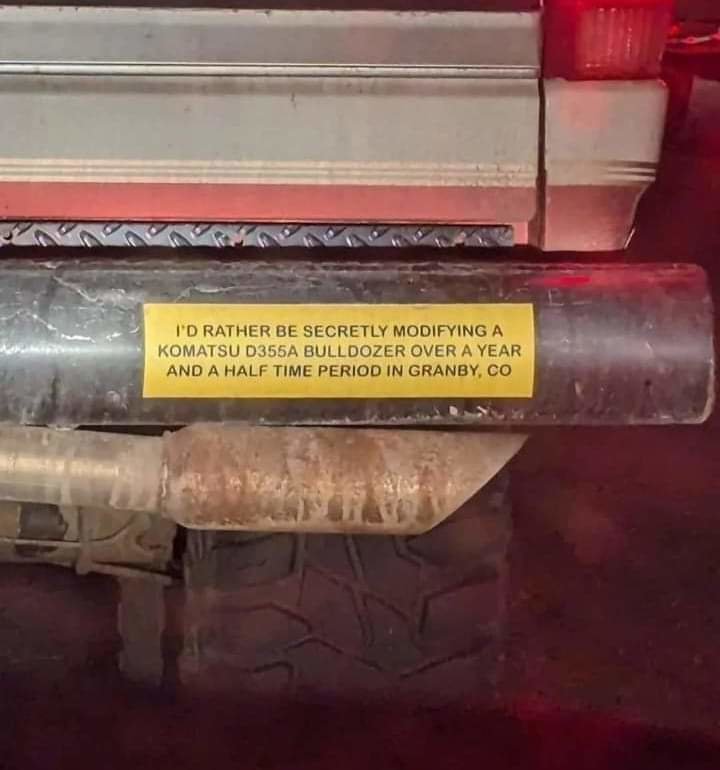 I'D RATHER BE SECRETLY MODIFYING A
KOMATSU D355A BULLDOZER OVER A YEAR
AND A HALF TIME PERIOD IN GRANBY, CO